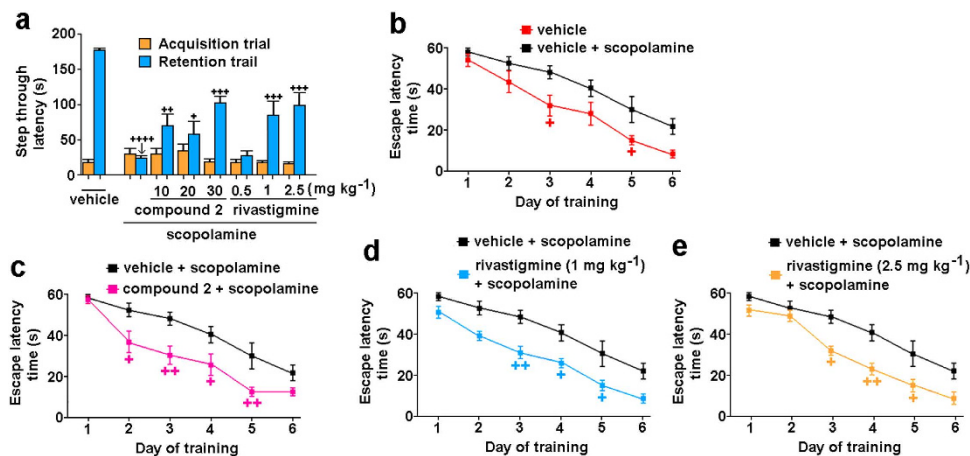 a
Acquisition trial
Retention trail
Step through
latency (s)
200
150
100
50
0
++++
++
+
+++
+++
+++
10 20 30 0.5 1 2.5 (mg kg-1)
vehicle
compound 2 rivastigmine
scopolamine
b
vehicle
vehicle + scopolamine
Escape latency
time (s)
60
40
20
0
+
+
1 2 3 4 5 6
Day of training
c
vehicle + scopolamine
compound 2 + scopolamine
Escape latency
time (s)
60
40
20
0
+
++
+
++
1 2 3 4 5 6
Day of training
d
vehicle + scopolamine
rivastigmine (1 mg kg-1)
+ scopolamine
Escape latency
time (s)
60
40
20
0
++
+
+
1 2 3 4 5 6
Day of training
e
vehicle + scopolamine
rivastigmine (2.5 mg kg-1)
+ scopolamine
Escape latency
time (s)
60
40
20
0
+
++
+
1 2 3 4 5 6
Day of training